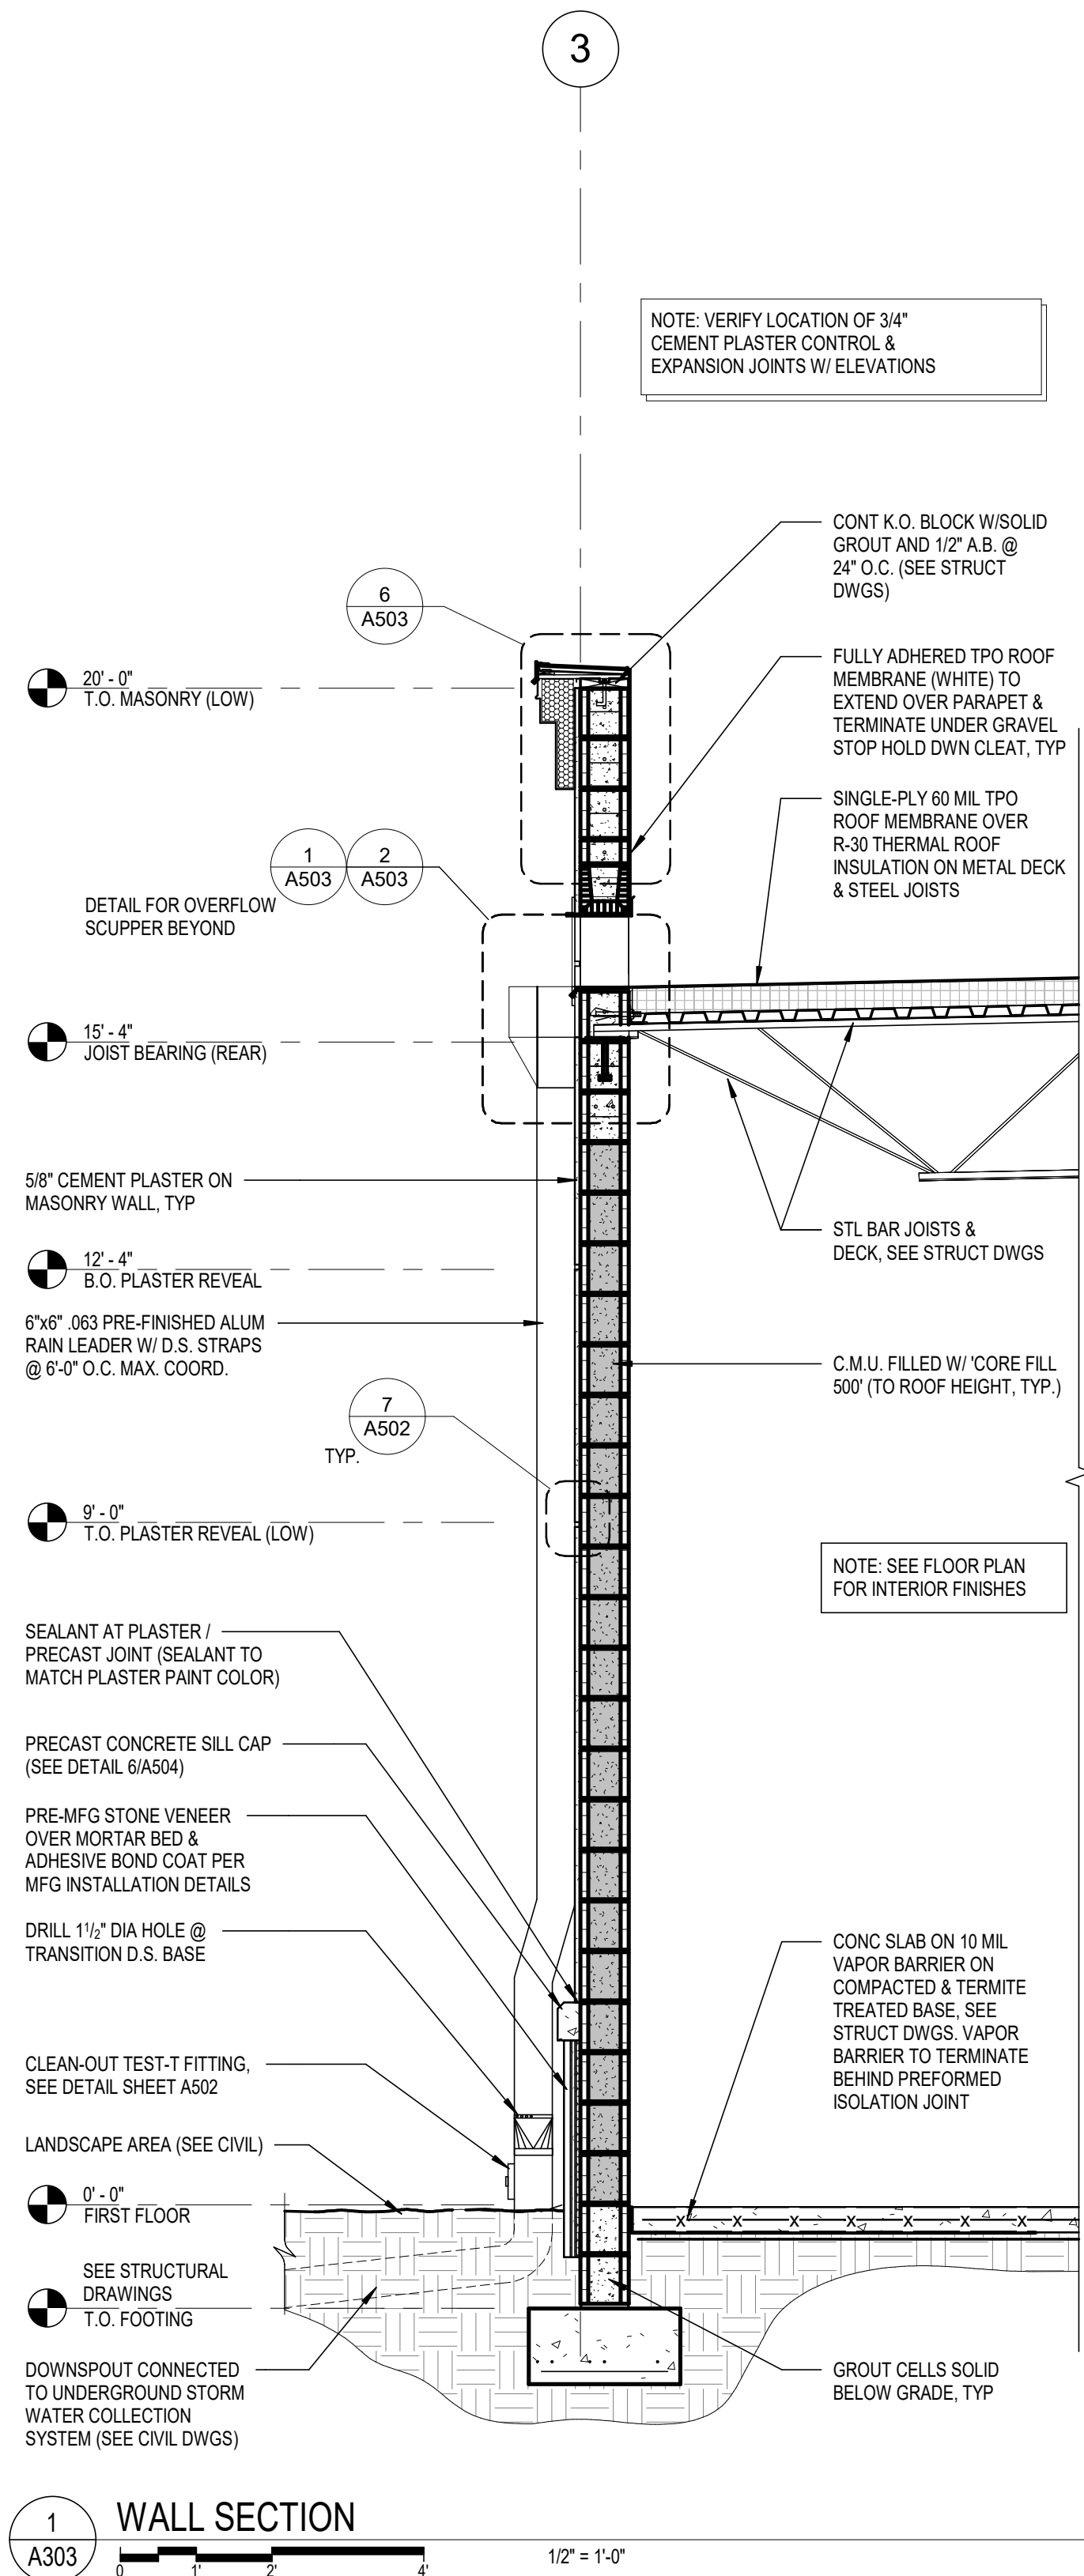 3
NOTE: VERIFY LOCATION OF 3/4"
CEMENT PLASTER CONTROL &
EXPANSION JOINTS W/ ELEVATIONS
CONT K.O. BLOCK W/SOLID
GROUT AND 1/2" A.B. @
24" O.C. (SEE STRUCT
DWGS)
6
A503
FULLY ADHERED TPO ROOF
MEMBRANE (WHITE) TO
EXTEND OVER PARAPET &
TERMINATE UNDER GRAVEL
STOP HOLD DWN CLEAT, TYP
20' - 0"
T.O. MASONRY (LOW)
SINGLE-PLY 60 MIL TPO
ROOF MEMBRANE OVER
R-30 THERMAL ROOF
INSULATION ON METAL DECK
& STEEL JOISTS
1
A503
2
A503
DETAIL FOR OVERFLOW
SCUPPER BEYOND
15' - 4"
JOIST BEARING (REAR)
5/8" CEMENT PLASTER ON
MASONRY WALL, TYP
STL BAR JOISTS &
DECK, SEE STRUCT DWGS
12' - 4"
B.O. PLASTER REVEAL
6"x6" .063 PRE-FINISHED ALUM
RAIN LEADER W/ D.S. STRAPS
@ 6'-0" O.C. MAX. COORD.
C.M.U. FILLED W/ 'CORE FILL
500' (TO ROOF HEIGHT, TYP.)
7
A502
TYP.
9' - 0"
T.O. PLASTER REVEAL (LOW)
NOTE: SEE FLOOR PLAN
FOR INTERIOR FINISHES
SEALANT AT PLASTER /
PRECAST JOINT (SEALANT TO
MATCH PLASTER PAINT COLOR)
PRECAST CONCRETE SILL CAP
(SEE DETAIL 6/A504)
PRE-MFG STONE VENEER
OVER MORTAR BED &
ADHESIVE BOND COAT PER
MFG INSTALLATION DETAILS
DRILL 1 1/2" DIA HOLE @
TRANSITION D.S. BASE
CONC SLAB ON 10 MIL
VAPOR BARRIER ON
COMPACTED & TERMITE
TREATED BASE, SEE
STRUCT DWGS. VAPOR
BARRIER TO TERMINATE
BEHIND PREFORMED
ISOLATION JOINT
CLEAN-OUT TEST-T FITTING,
SEE DETAIL SHEET A502
LANDSCAPE AREA (SEE CIVIL)
0' - 0"
FIRST FLOOR
X X X X X X X
SEE STRUCTURAL
DRAWINGS
T.O. FOOTING
DOWNSPOUT CONNECTED
TO UNDERGROUND STORM
WATER COLLECTION
SYSTEM (SEE CIVIL DWGS)
GROUT CELLS SOLID
BELOW GRADE, TYP
1
A303
WALL SECTION
0 1' 2' 4'
1/2" = 1'-0"